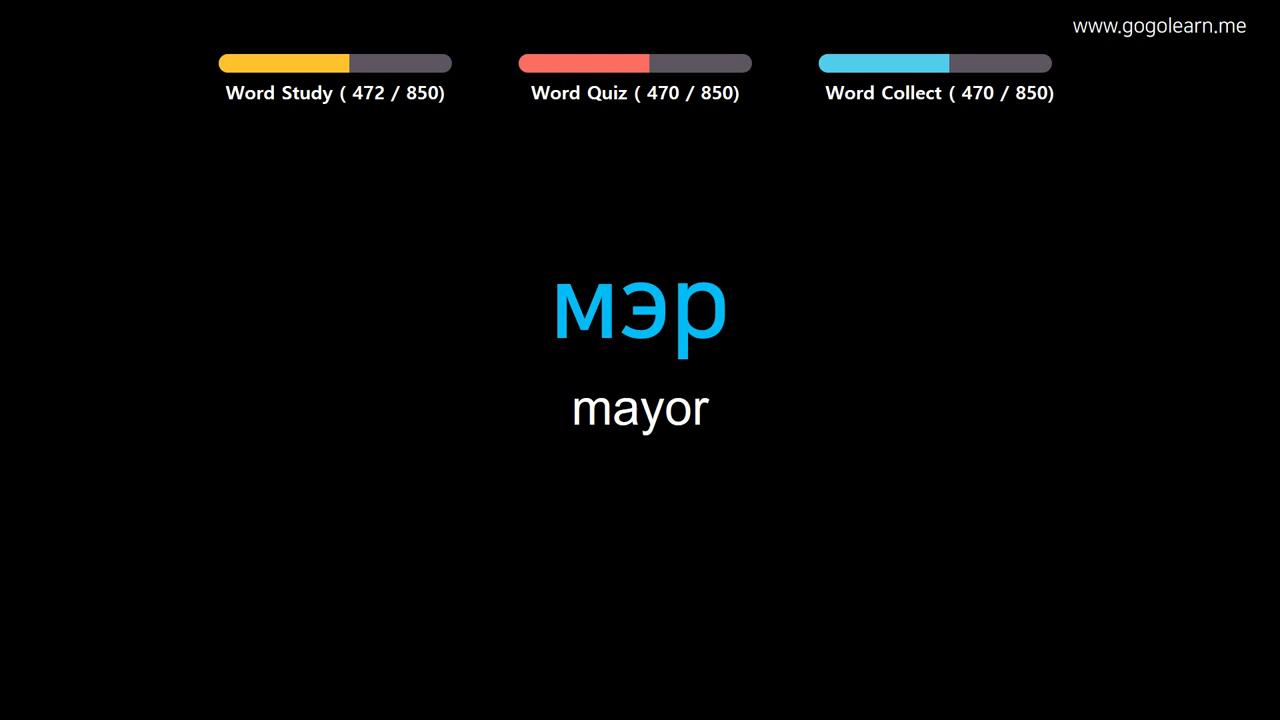 www.gogolearn.me
Word Study ( 472 / 850)
Word Quiz ( 470 / 850)
Word Collect ( 470 / 850)
мэр
mayor